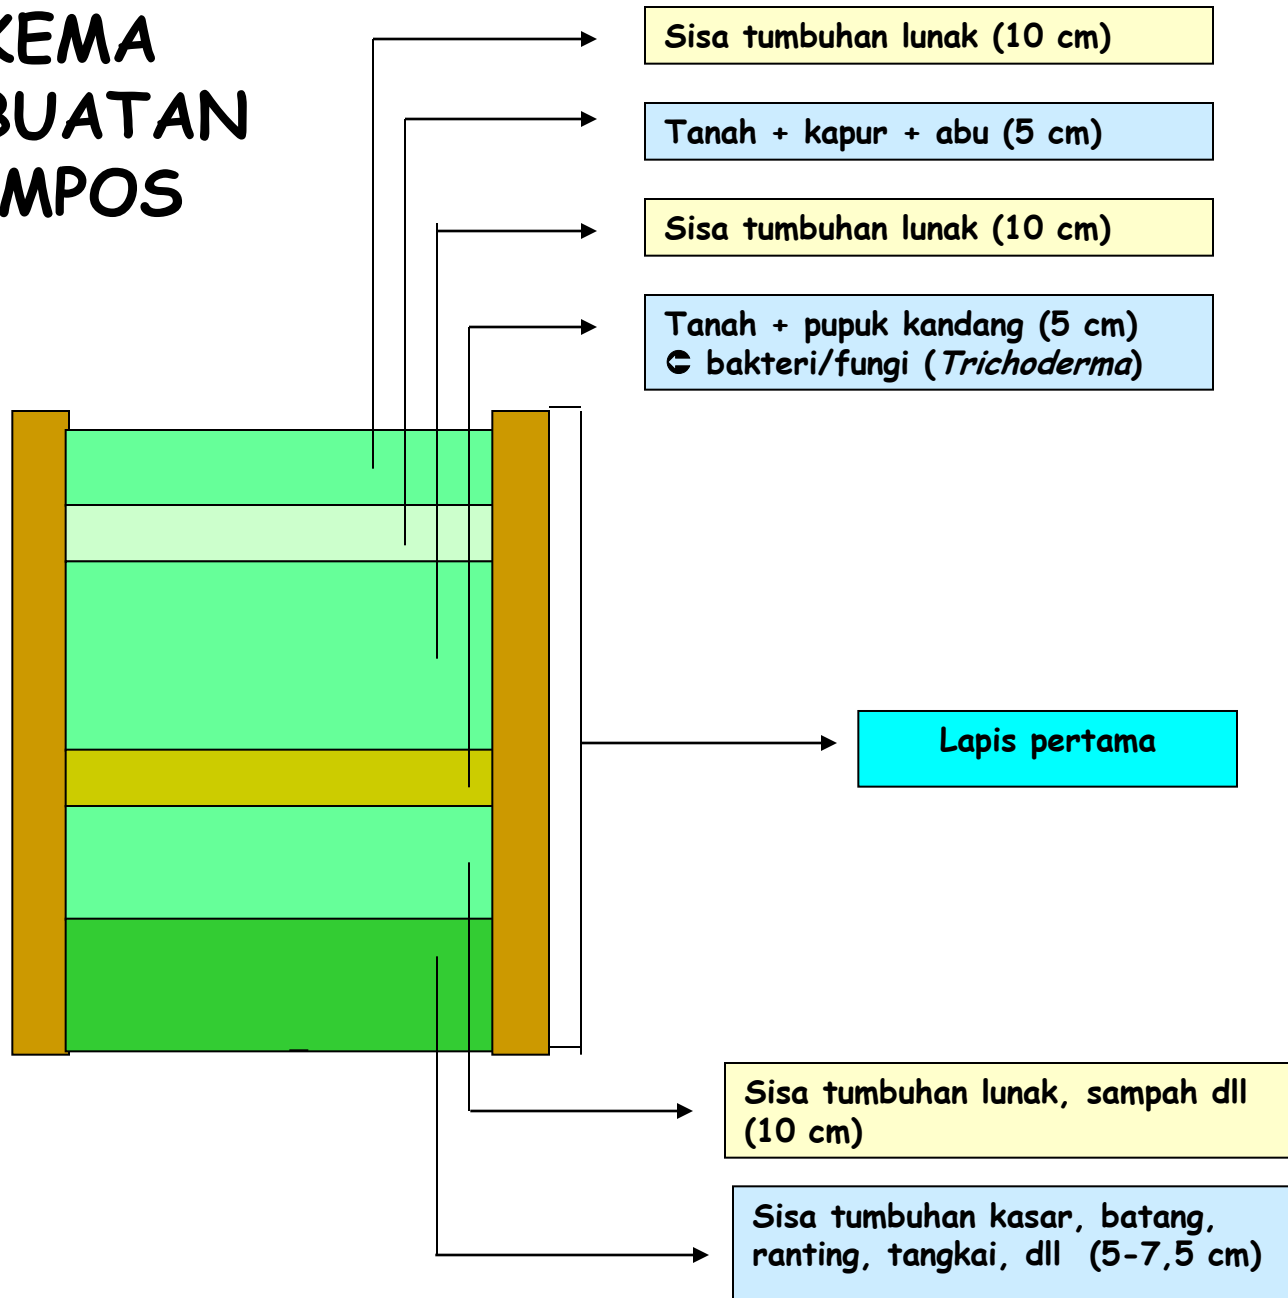 KEMA
BUATAN
MPOS
Sisa tumbuhan lunak (10 cm)
Tanah + kapur + abu (5 cm)
Sisa tumbuhan lunak (10 cm)
Tanah + pupuk kandang (5 cm)
bakteri/fungi (Trichoderma)
Lapis pertama
Sisa tumbuhan lunak, sampah dll
(10 cm)
Sisa tumbuhan kasar, batang,
ranting, tangkai, dll (5-7,5 cm)